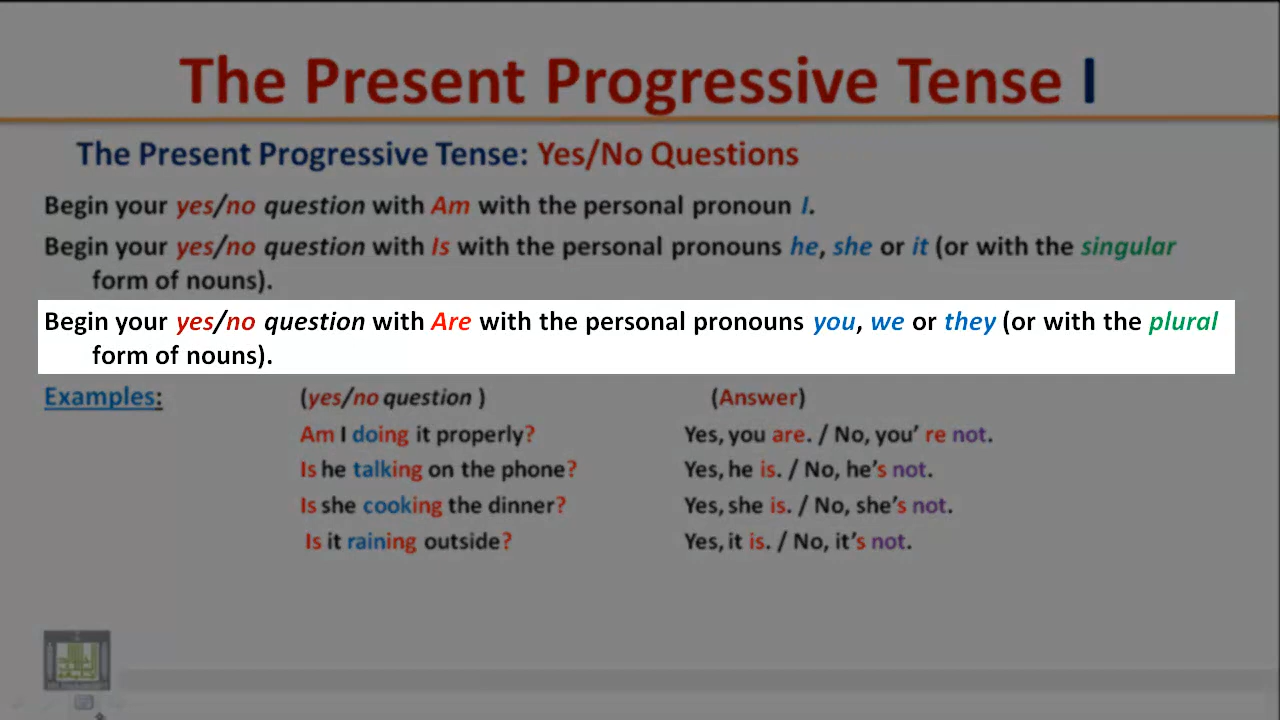 The Present Progressive Tense I
The Present Progressive Tense: Yes/No Questions
Begin your yes/no question with Am with the personal pronoun I.
Begin your yes/no question with Is with the personal pronouns he, she or it (or with the singular
form of nouns).
Begin your yes/no question with Are with the personal pronouns you, we or they (or with the plural
form of nouns).
Examples: (yes/no question ) (Answer)
Am I doing it properly? Yes, you are. / No, you’ re not.
Is he talking on the phone? Yes, he is. / No, he’s not.
Is she cooking the dinner? Yes, she is. / No, she’s not.
Is it raining outside? Yes, it is. / No, it’s not.